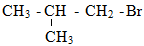 CH₃ - CH - CH₂ -Br
CH₃